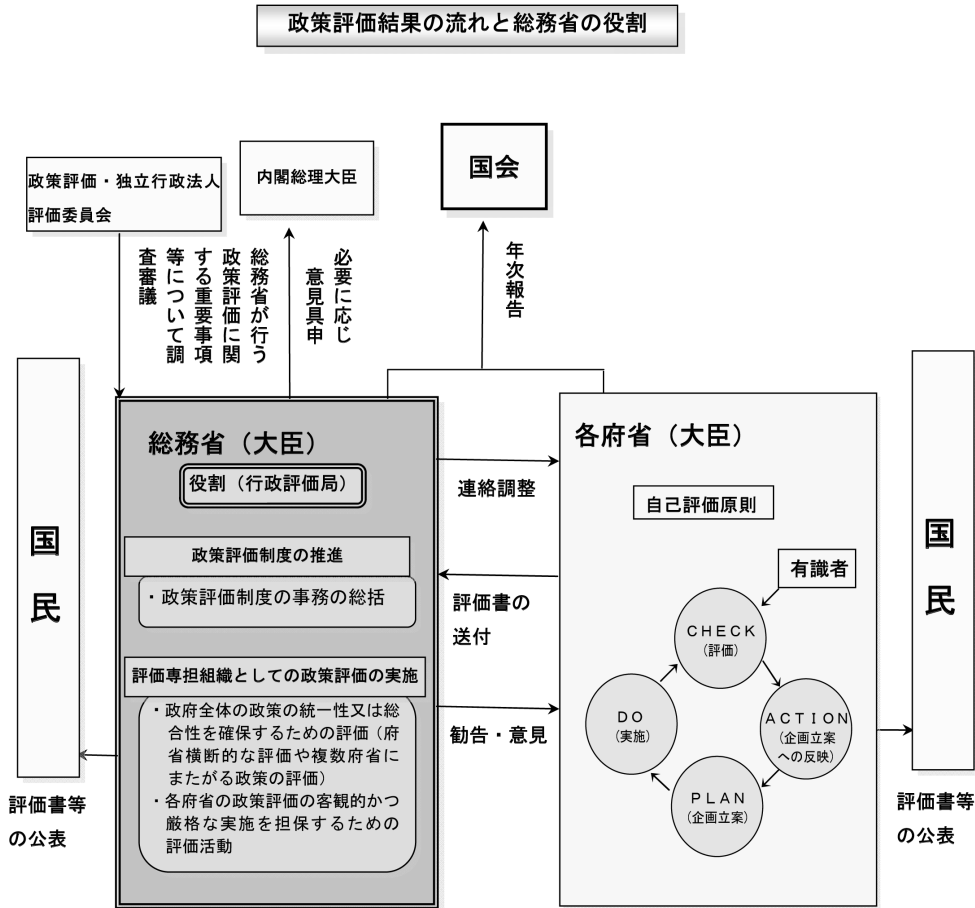 政策評価結果の流れと総務省の役割
国会
内閣総理大臣
政策評価・独立行政法人
評価委員会
総務省が行う
政策評価に関
する重要事項
等について調
査審議
必要に応じ
意見具申
年次報告
国民
評価書等
の公表
総務省（大臣）
役割（行政評価局）
政策評価制度の推進
・政策評価制度の事務の総括
評価専担組織としての政策評価の実施
・政府全体の政策の統一性又は総
合性を確保するための評価（府
省横断的な評価や複数府省に
またがる政策の評価）
・各府省の政策評価の客観的かつ
厳格な実施を担保するための
評価活動
連絡調整
評価書の
送付
勧告・意見
各府省（大臣）
自己評価原則
有識者
ＣＨＥＣＫ
（評価）
ＤＯ
（実施）
ＡＣＴＩＯＮ
（企画立案
への反映）
ＰＬＡＮ
（企画立案）
国民
評価書等
の公表